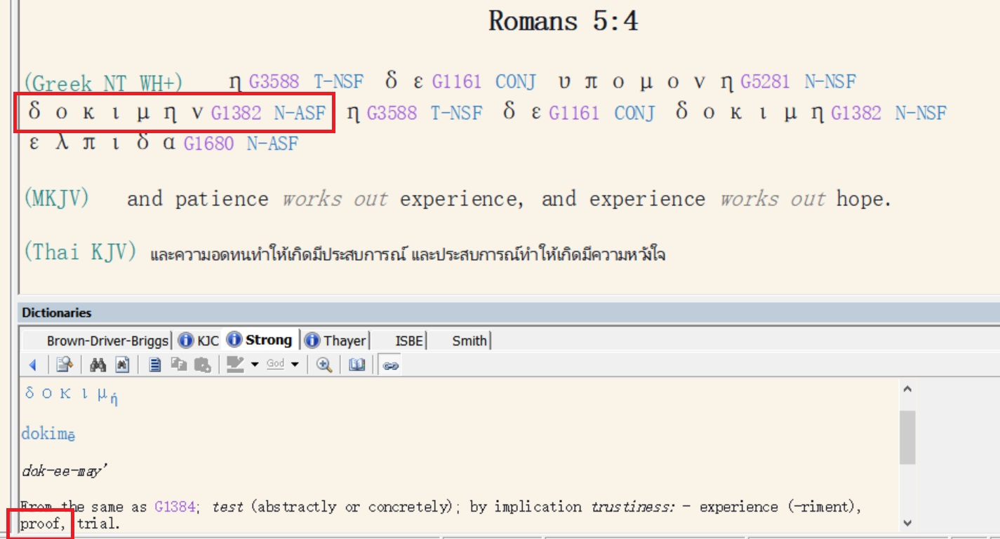 Romans 5:4
(Greek NT WH+) η G3588 T-NSF δ ε G1161 CONJ υ π ο μ ο ν η G5281 N-NSF
δ ο κ ι μ η ν G1382 N-ASF η G3588 T-NSF δ ε G1161 CONJ δ ο κ ι μ η G1382 N-NSF
ε λ π ι δ α G1680 N-ASF
(MKJV) and patience works out experience, and experience works out hope.
(Thai KJV) และความอดทนทำให้เกิดมีประสบการณ์ และประสบการณ์ทำให้เกิดมีความหวังใจ
Dictionaries
Brown-Driver-Briggs KJC Strong Thayer ISBE Smith
God
δ ο κ ι μ ή
dokimē
dok-ee-may'
From the same as G1384; test (abstractly or concretely); by implication trustiness: - experience (-riment),
proof, trial.